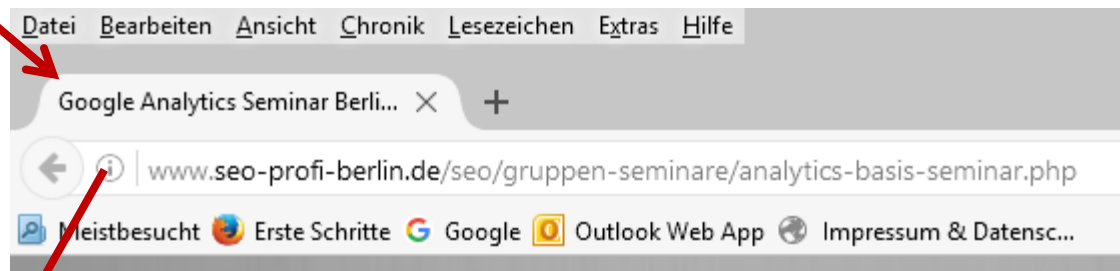 Datei Bearbeiten Ansicht Chronik Lesezeichen Extras Hilfe
Google Analytics Seminar Berli...
www.seo-profi-berlin.de/seo/gruppen-seminare/analytics-basis-seminar.php
Meistbesucht Erste Schritte Google Outlook Web App Impressum & Datensc...